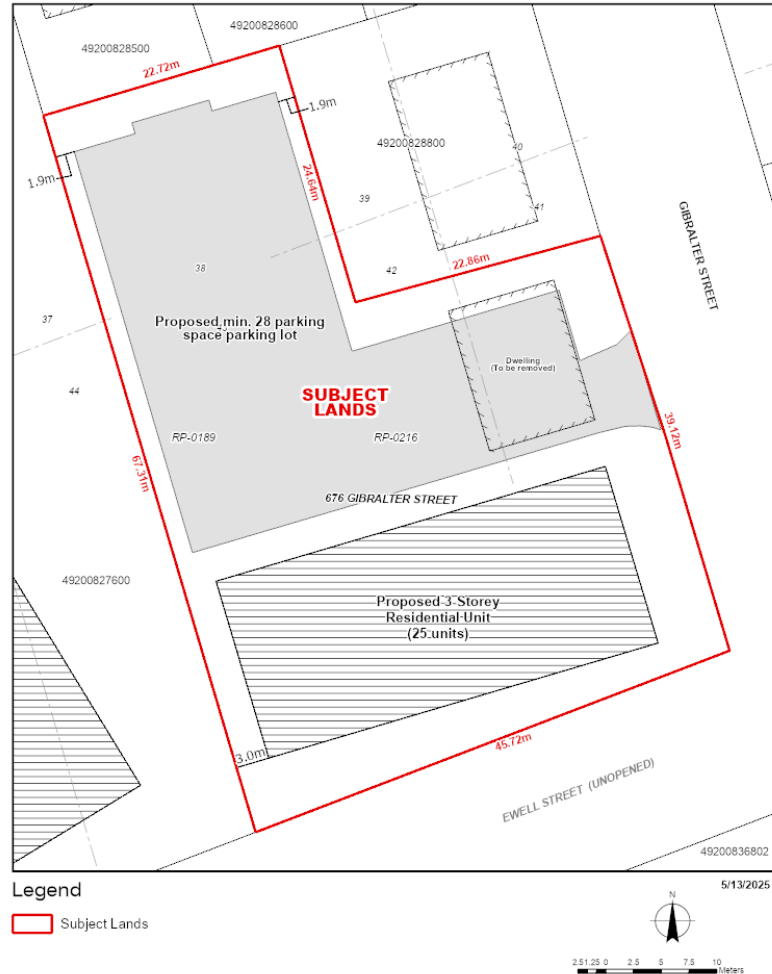 49200828600
49200828500
22.72m
1.9m
49200828800
40
1.9m
24.64m
39
41
GIBRALTER STREET
42
22.86m
38
37
Proposed min. 28 parking
space parking lot
Dwelling
(To be removed)
44
SUBJECT
LANDS
39.12m
RP-0189
RP-0216
67.31m
676 GIBRALTER STREET
49200827600
Proposed 3-Storey
Residential Unit
(25 units)
3.0m
45.72m
EWELL STREET (UNOPENED)
49200836802
Legend
5/13/2025
Subject Lands
N
2.51.25 0 2.5 5 7.5 10
Meters